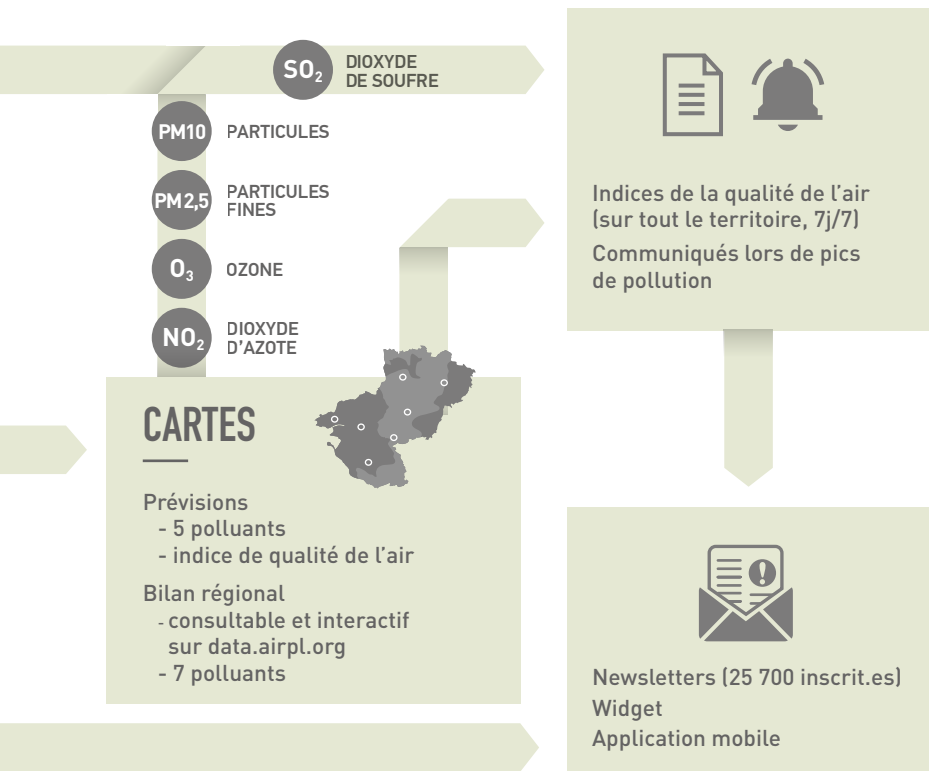 SO₂
DIOXYDE
DE SOUFRE
PM10
PARTICULES
PM2,5
PARTICULES
FINES
O₃
OZONE
NO₂
DIOXYDE
D'AZOTE
CARTES
Prévisions
- 5 polluants
- indice de qualité de l'air
Bilan régional
- consultable et interactif
sur data.airpl.org
- 7 polluants
Indices de la qualité de l'air
(sur tout le territoire, 7j/7)
Communiqués lors de pics
de pollution
Newsletters (25 700 inscrit.es)
Widget
Application mobile